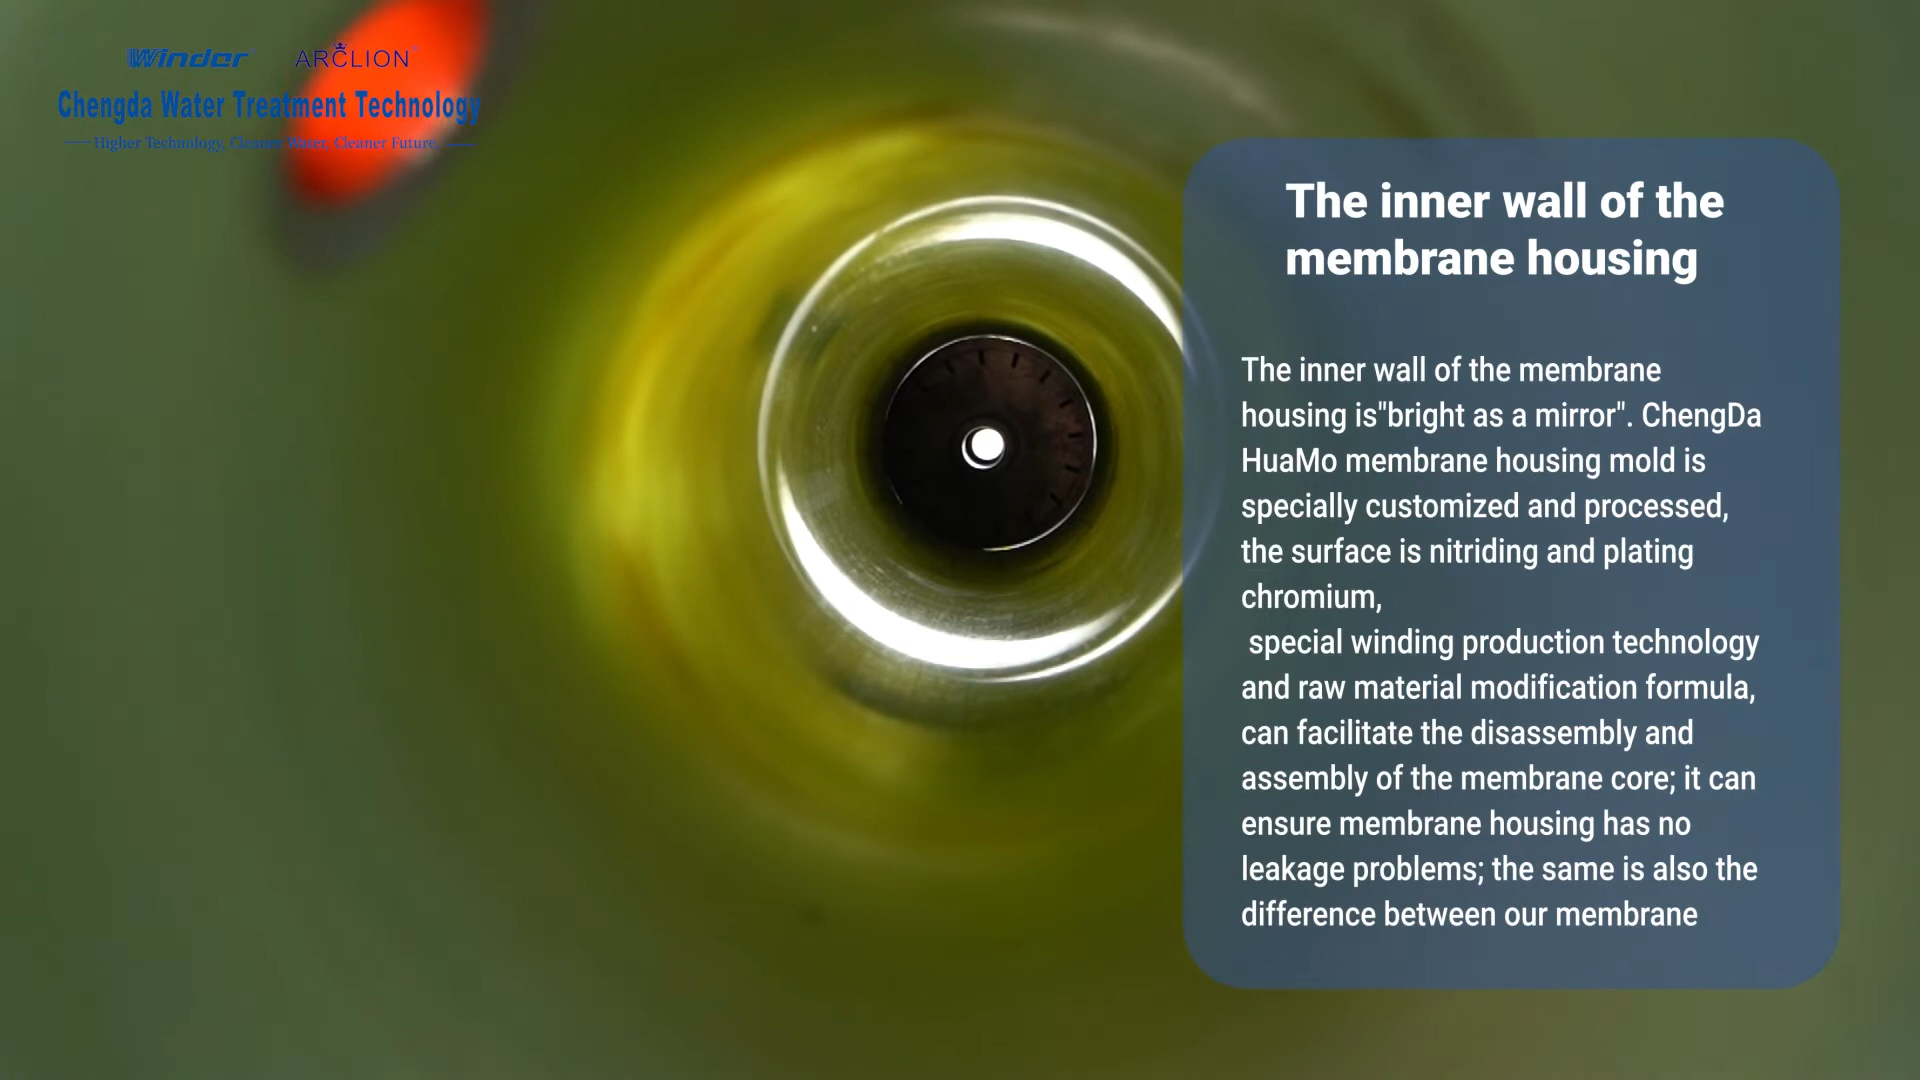 Winder ARCLION
Chengda Water Treatment Technology
Higher Technology, Cleaner Water, Cleaner Future.
The inner wall of the
membrane housing
The inner wall of the membrane
housing is"bright as a mirror". ChengDa
HuaMo membrane housing mold is
specially customized and processed,
the surface is nitriding and plating
chromium,
special winding production technology
and raw material modification formula,
can facilitate the disassembly and
assembly of the membrane core; it can
ensure membrane housing has no
leakage problems; the same is also the
difference between our membrane